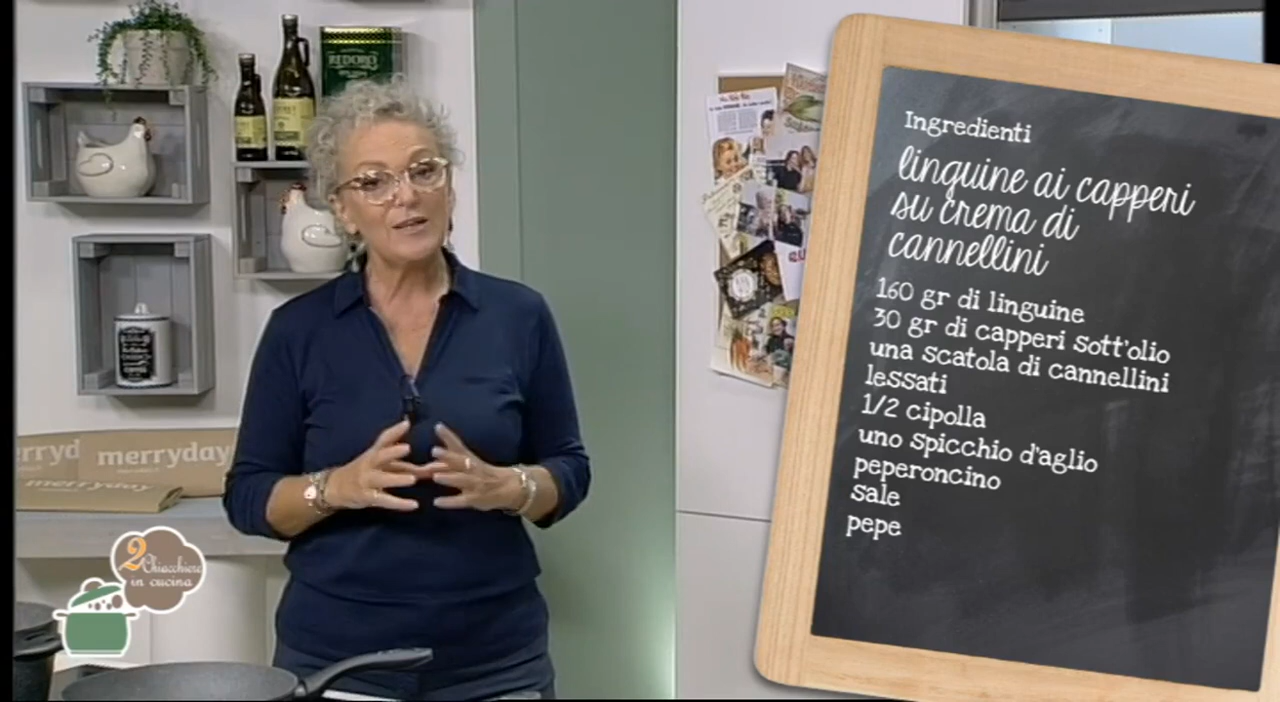 REDORO
merryday
merryday
merryday
2
Chiacchiere
in cucina
Ingredienti
linguine ai capperi
su crema di
cannellini
160 gr di linguine
30 gr di capperi sott'olio
una scatola di cannellini
lessati
1/2 cipolla
uno spicchio d'aglio
peperoncino
sale
pepe